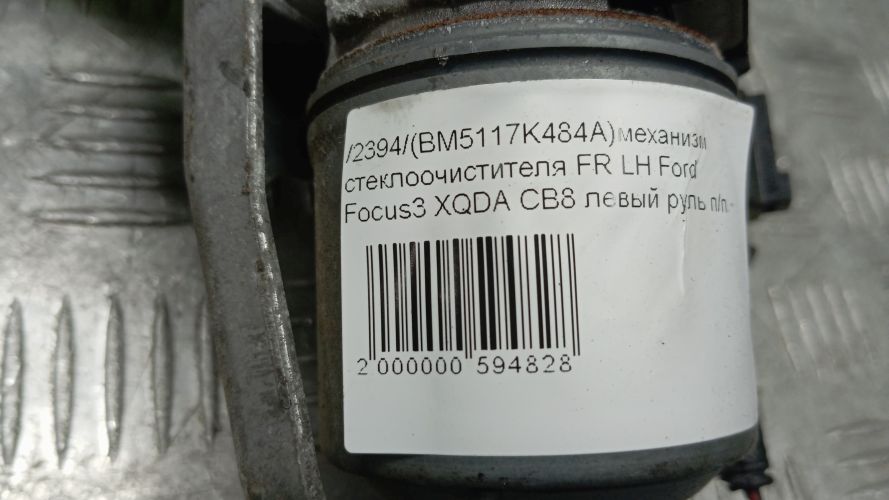 /2394/(BM5117K484A)механизм
стеклоочистителя FR LH Ford
Focus3 XQDA CB8 левый руль п/п.-
2 000000 594828